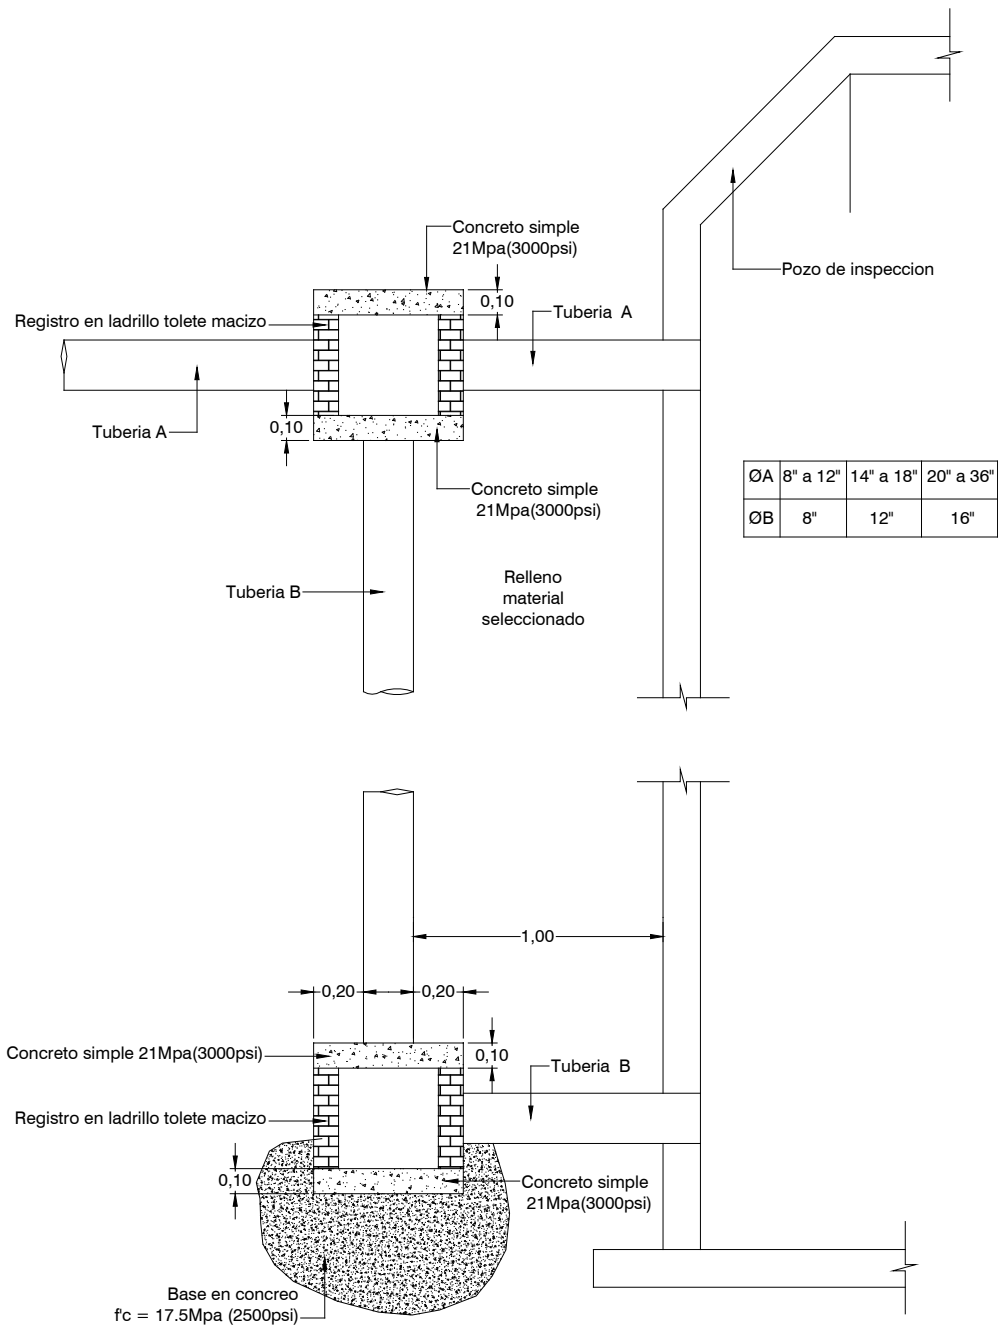 Concreto simple
21Mpa(3000psi)
Pozo de inspeccion
0,10
Tuberia A
Registro en ladrillo tolete macizo
0,10
Tuberia A
Concreto simple
21Mpa(3000psi)
ØA 8" a 12" 14" a 18" 20" a 36"
ØB 8" 12" 16"
Tuberia B
Relleno
material
seleccionado
1,00
0,20 0,20
Concreto simple 21Mpa(3000psi)
0,10
Tuberia B
Registro en ladrillo tolete macizo
0,10
Concreto simple
21Mpa(3000psi)
Base en concreo
f'c = 17.5Mpa (2500psi)